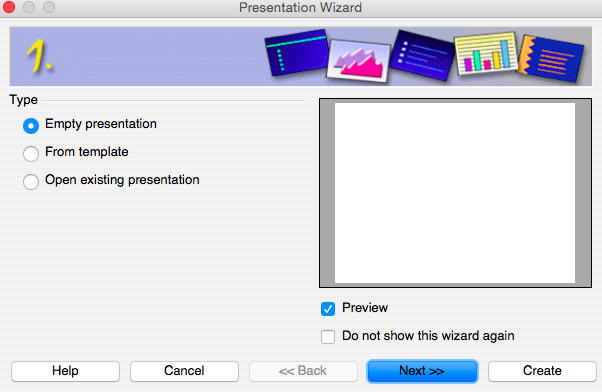 Presentation Wizard
1.
Type
Empty presentation
From template
Open existing presentation
Preview
Do not show this wizard again
Help Cancel << Back Next >> Create